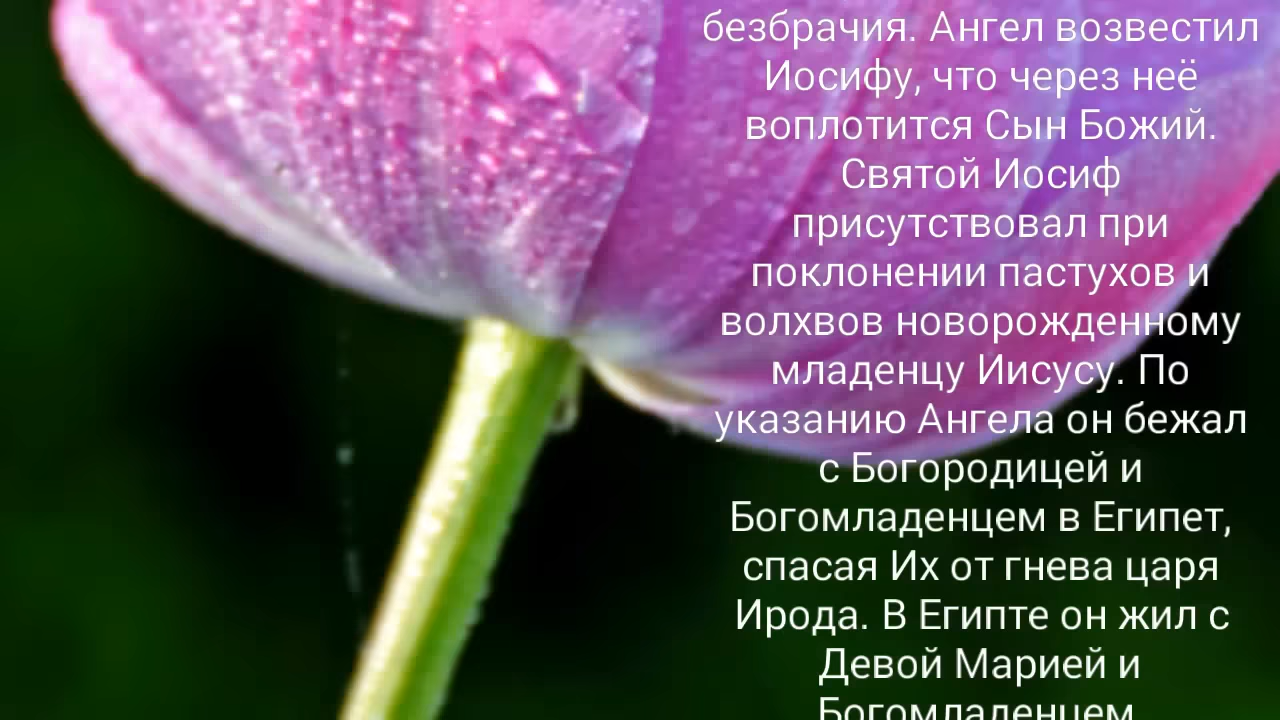 безбрачия. Ангел возвестил
Иосифу, что через неё
воплотится Сын Божий.
Святой Иосиф
присутствовал при
поклонении пастухов и
волхвов новорожденному
младенцу Иисусу. По
указанию Ангела он бежал
с Богородицей и
Богомладенцем в Египет,
спасая Их от гнева царя
Ирода. В Египте он жил с
Девой Марией и
Богомладенцем